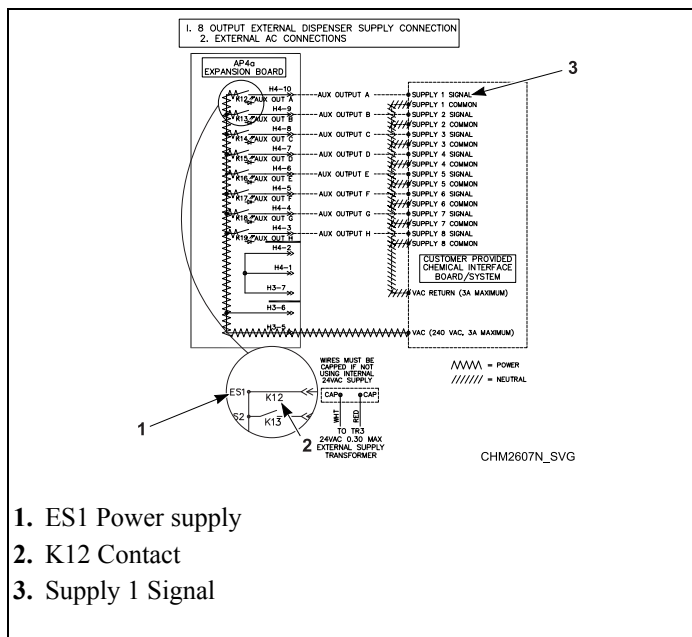 1. 8 OUTPUT EXTERNAL DISPENSER SUPPLY CONNECTION
2. EXTERNAL AC CONNECTIONS
AP4a
EXPANSION BOARD
H4-10
K12 AUX OUT A
AUX OUTPUT A
SUPPLY 1 SIGNAL
3
SUPPLY 1 COMMON
H4-9
K13 AUX OUT B
AUX OUTPUT B
SUPPLY 2 SIGNAL
SUPPLY 2 COMMON
H4-8
K14 AUX OUT C
AUX OUTPUT C
SUPPLY 3 SIGNAL
SUPPLY 3 COMMON
H4-7
K15 AUX OUT D
AUX OUTPUT D
SUPPLY 4 SIGNAL
SUPPLY 4 COMMON
H4-6
K16 AUX OUT E
AUX OUTPUT E
SUPPLY 5 SIGNAL
SUPPLY 5 COMMON
H4-5
K17 AUX OUT F
AUX OUTPUT F
SUPPLY 6 SIGNAL
SUPPLY 6 COMMON
H4-4
K18 AUX OUT G
AUX OUTPUT G
SUPPLY 7 SIGNAL
SUPPLY 7 COMMON
H4-3
K19 AUX OUT H
AUX OUTPUT H
SUPPLY 8 SIGNAL
SUPPLY 8 COMMON
H4-2
H4-1
H3-7
H3-6
H3-5
CUSTOMER PROVIDED
CHEMICAL INTERFACE
BOARD/SYSTEM
VAC RETURN (3A MAXIMUM)
VAC (240 VAC, 3A MAXIMUM)
WIRES MUST BE
CAPPED IF NOT
USING INTERNAL
24VAC SUPPLY
CAP CAP
WHT RED
TO TR3
24VAC 0.30 MAX
EXTERNAL SUPPLY
TRANSFORMER
= POWER
= NEUTRAL
ES1
K12
S2
K13
1
2
CHM2607N_SVG
1. ES1 Power supply
2. K12 Contact
3. Supply 1 Signal